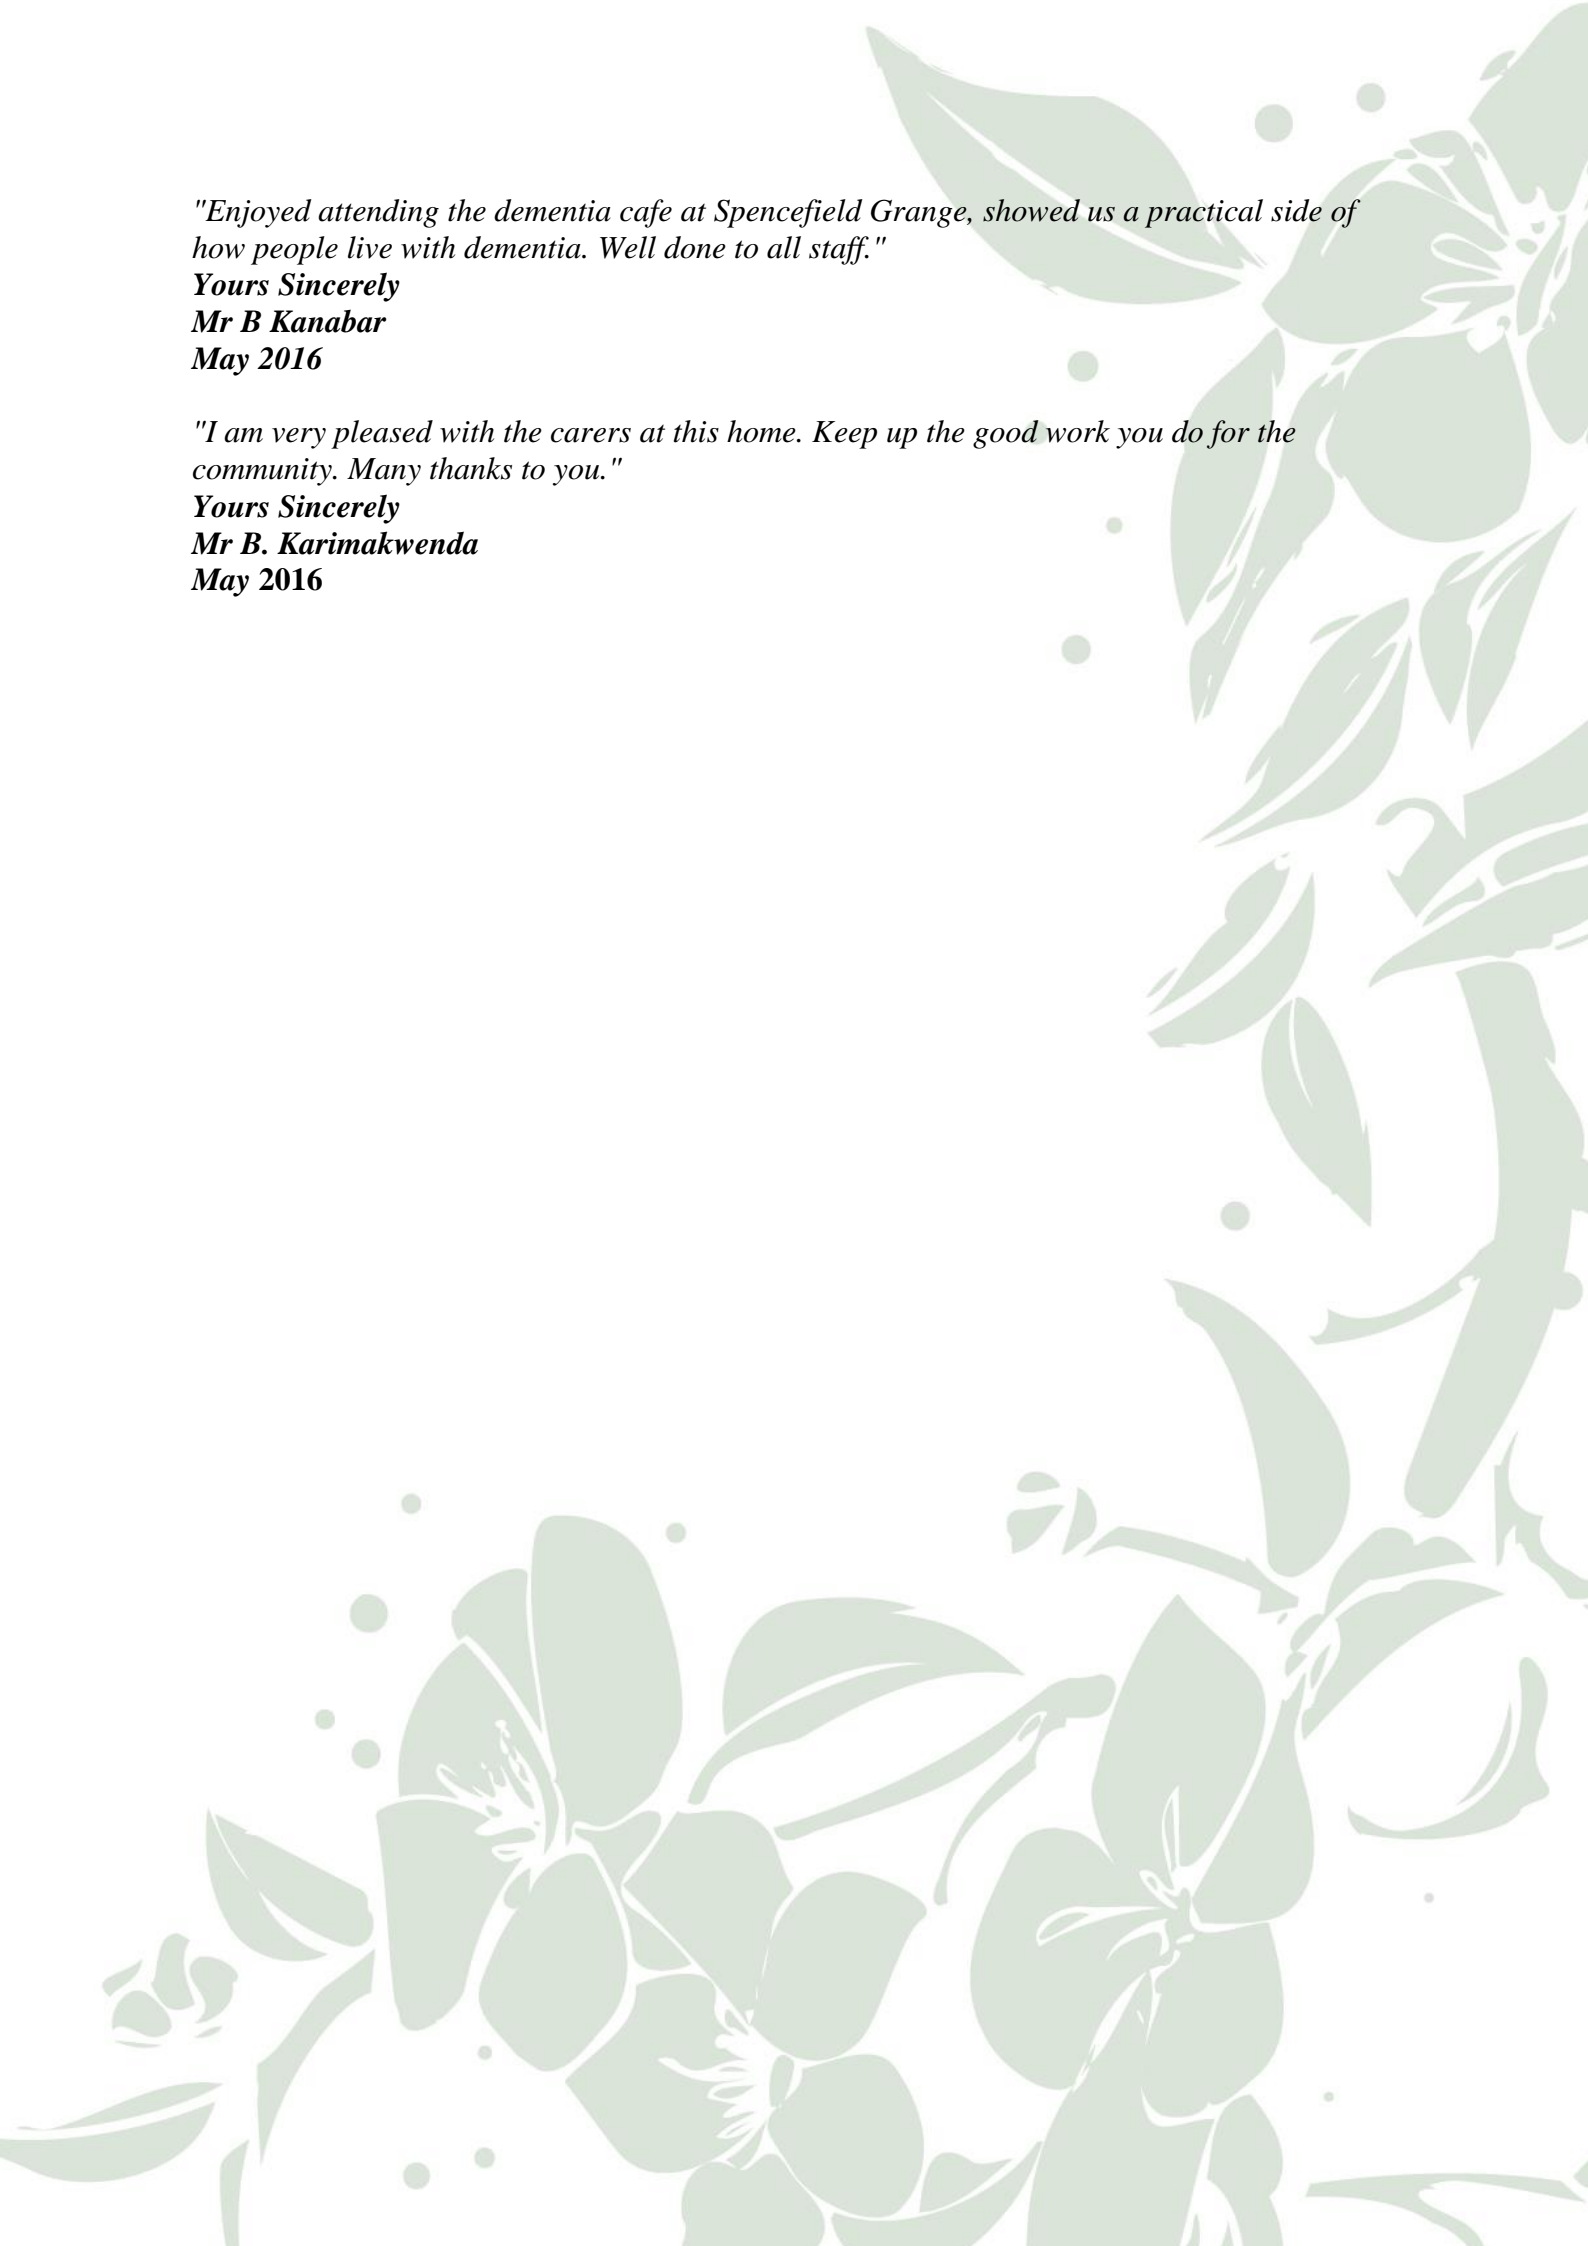 "Enjoyed attending the dementia cafe at Spencefield Grange, showed us a practical side of
how people live with dementia. Well done to all staff."
Yours Sincerely
Mr B Kanabar
May 2016
"I am very pleased with the carers at this home. Keep up the good work you do for the
community. Many thanks to you."
Yours Sincerely
Mr B. Karimakwenda
May 2016